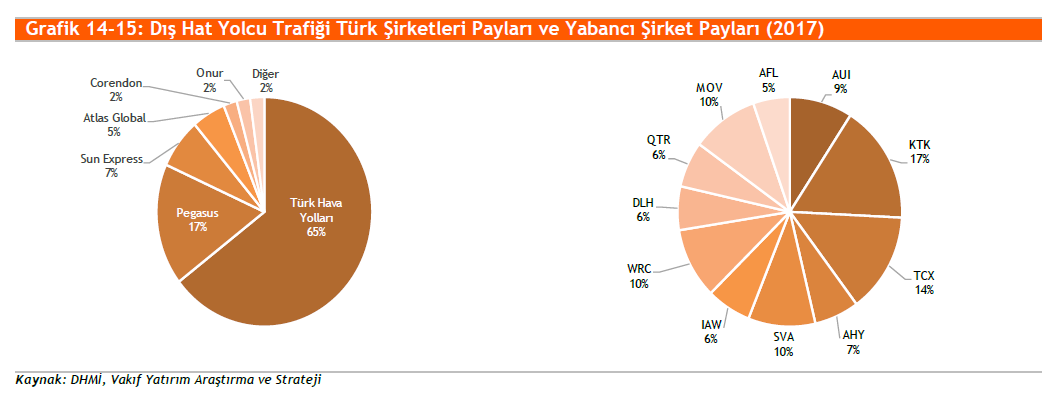 Grafik 14-15: Dış Hat Yolcu Trafiği Türk Şirketleri Payları ve Yabancı Şirket Payları (2017)
Türk Hava
Yolları
65%
Pegasus
17%
Sun Express
7%
Atlas Global
5%
Corendon
2%
Onur
2%
Diğer
2%
AUI
9%
KTK
17%
TCX
14%
AHY
7%
SVA
10%
IAW
6%
WRC
10%
DLH
6%
QTR
6%
MOV
10%
AFL
5%
Kaynak: DHMİ, Vakıf Yatırım Araştırma ve Strateji